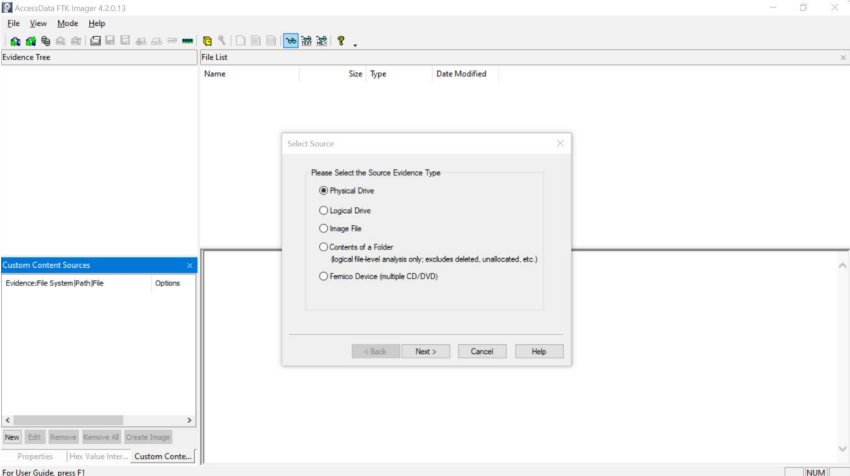 AccessData FTK Imager 4.2.0.13
File View Mode Help
Evidence Tree
File List
Name Size Type Date Modified
Select Source
Please Select the Source Evidence Type
Physical Drive
Logical Drive
Image File
Contents of a Folder
(logical file-level analysis only; excludes deleted, unallocated, etc.)
Fernico Device (multiple CD/DVD)
< Back Next > Cancel Help
Custom Content Sources
Evidence:File System|Path|File Options
New Edit Remove Remove All Create Image
Properties Hex Value Inter... Custom Conte...
For User Guide, press F1
NUM